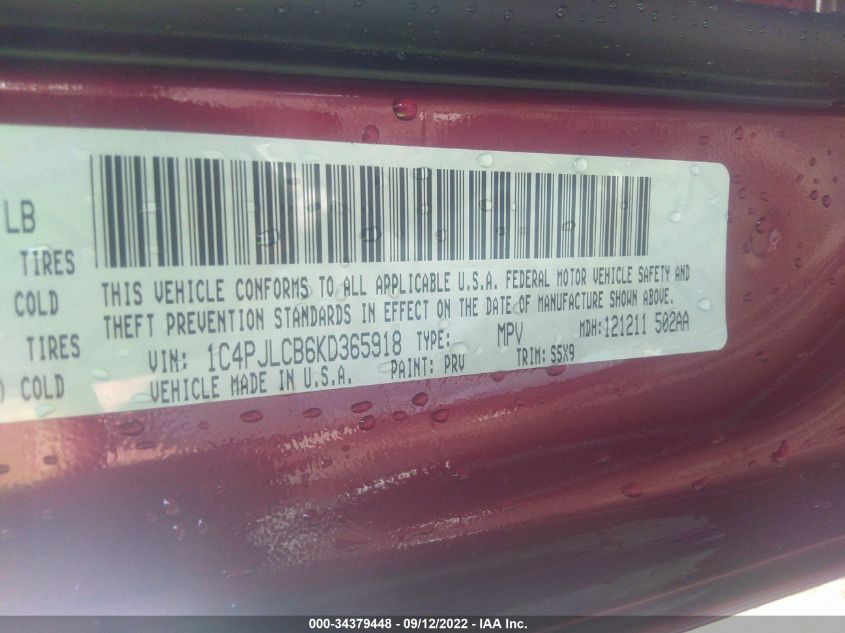 LB
TIRES
COLD
TIRES
COLD
THIS VEHICLE CONFORMS TO ALL APPLICABLE U.S.A. FEDERAL MOTOR VEHICLE SAFETY AND
THEFT PREVENTION STANDARDS IN EFFECT ON THE DATE OF MANUFACTURE SHOWN ABOVE.
VIN: 1C4PJLCB6KD365918 TYPE: MPV MDH:121211 502AA
VEHICLE MADE IN U.S.A. PAINT: PRV TRIM: S5X9
000-34379448 - 09/12/2022 - IAA Inc.